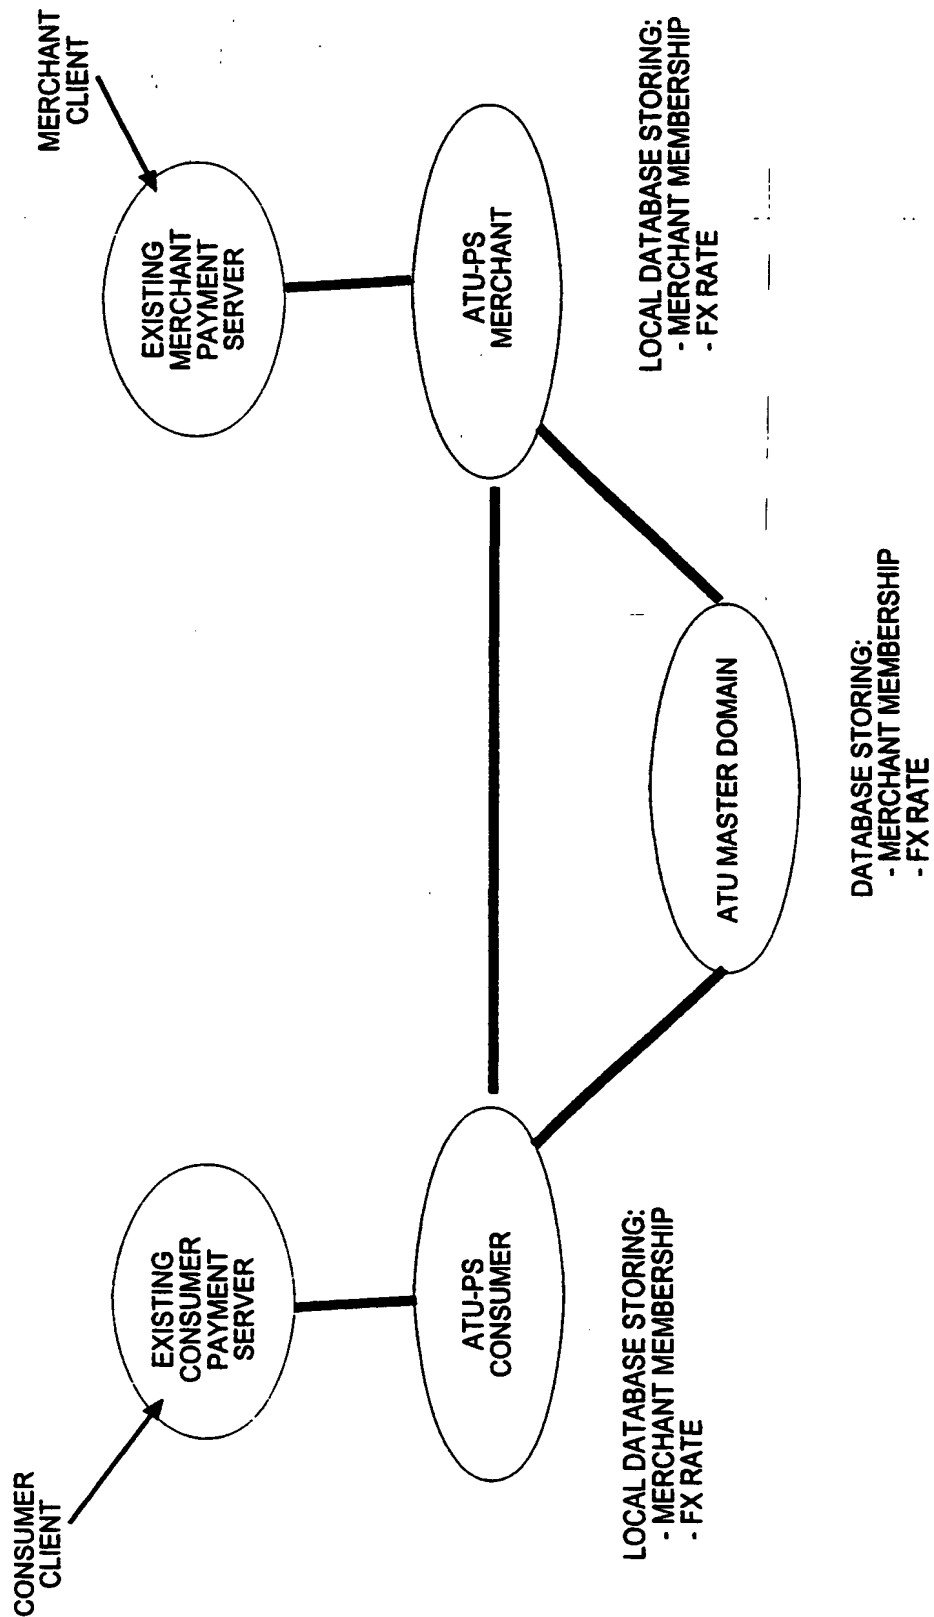 CONSUMER
CLIENT
EXISTING
CONSUMER
PAYMENT
SERVER
ATU-PS
CONSUMER
LOCAL DATABASE STORING:
- MERCHANT MEMBERSHIP
- FX RATE
ATU MASTER DOMAIN
DATABASE STORING:
- MERCHANT MEMBERSHIP
- FX RATE
MERCHANT
CLIENT
EXISTING
MERCHANT
PAYMENT
SERVER
ATU-PS
MERCHANT
LOCAL DATABASE STORING:
- MERCHANT MEMBERSHIP
- FX RATE